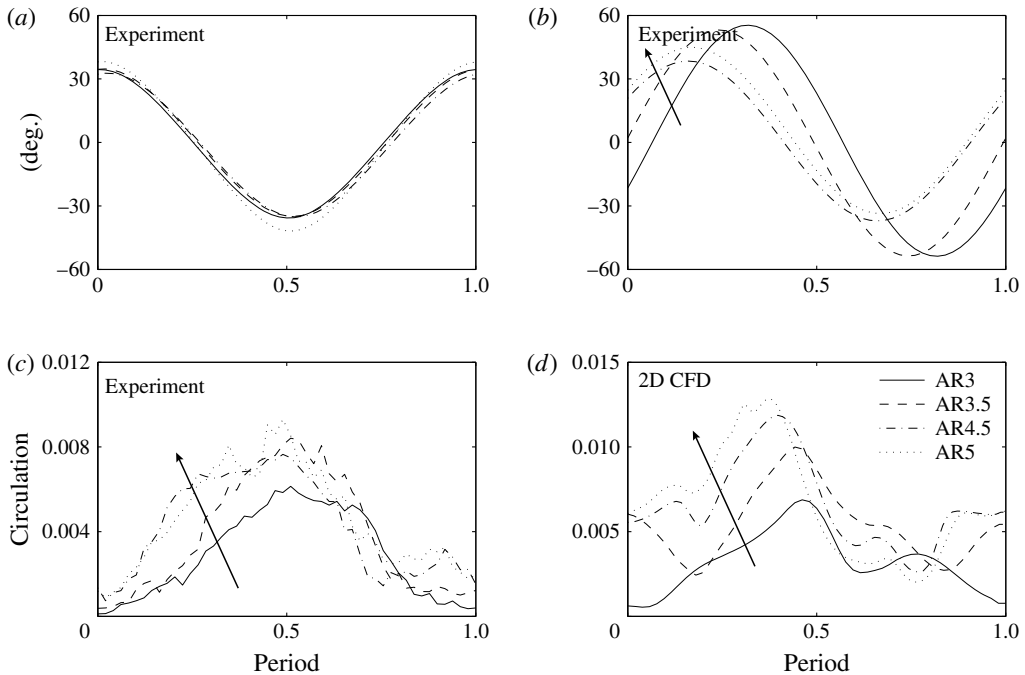 (a)
60
30
0
–30
–60
(deg.)
Experiment
0
0.5
1.0
(b)
60
30
0
–30
–60
Experiment
0
0.5
1.0
(c)
0.012
0.008
0.004
0
Circulation
Experiment
0.5
1.0
Period
(d)
0.015
0.010
0.005
0
2D CFD
AR3
AR3.5
AR4.5
AR5
0.5
1.0
Period